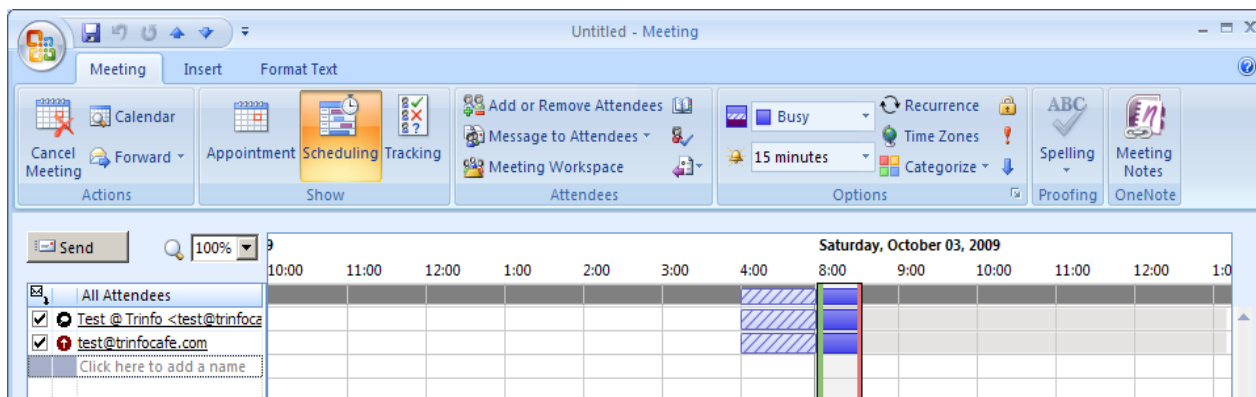 Untitled - Meeting
Meeting Insert Format Text
Cancel Meeting
Calendar
Forward
Actions
Appointment
Scheduling
Tracking
Show
Add or Remove Attendees
Message to Attendees
Meeting Workspace
Attendees
Busy
15 minutes
Recurrence
Time Zones
Categorize
Options
ABC
Spelling
Proofing
Meeting Notes
OneNote
Send
100%
9 Saturday, October 03, 2009
10:00 11:00 12:00 1:00 2:00 3:00 4:00 8:00 9:00 10:00 11:00 12:00 1:0
All Attendees
Test @ Trinfo <test@trinfoca
test@trinfocafe.com
Click here to add a name